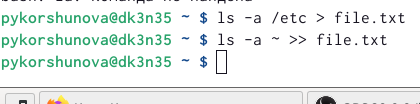 pykorshunova@dk3n35 ~ $ ls -a /etc > file.txt
pykorshunova@dk3n35 ~ $ ls -a ~ >> file.txt
pykorshunova@dk3n35 ~ $